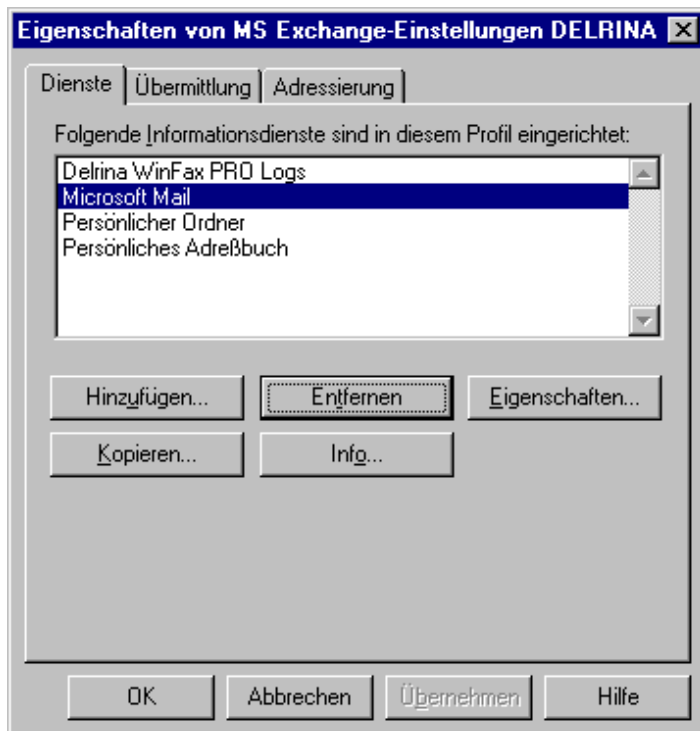 Eigenschaften von MS Exchange-Einstellungen DELRINA
Dienste Übermittlung Adressierung
Folgende Informationsdienste sind in diesem Profil eingerichtet:
Delrina WinFax PRO Logs
Microsoft Mail
Persönlicher Ordner
Persönliches Adreßbuch
Hinzufügen... Entfernen Eigenschaften...
Kopieren... Info...
OK Abbrechen Übernehmen Hilfe